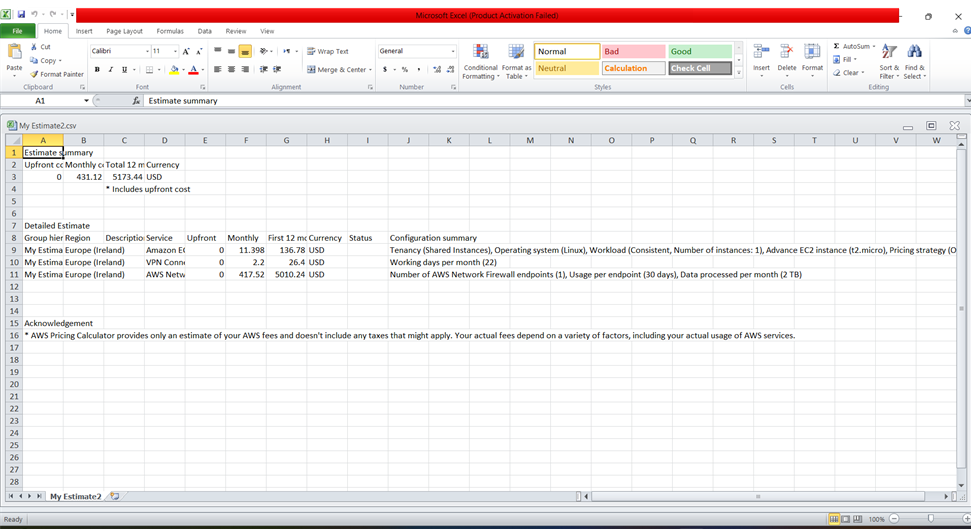 Microsoft Excel (Product Activation Failed)
File Home Insert Page Layout Formulas Data Review View
Cut
Copy
Format Painter
Paste
Clipboard
Calibri 11
B I U
Font
Wrap Text
Merge & Center
Alignment
General
$ % ,
Number
Conditional Formatting
Format as Table
Normal Bad Good
Neutral Calculation Check Cell
Styles
Insert Delete Format
Cells
Σ AutoSum
Fill
Clear
Sort & Filter
Find & Select
Editing
A1 fx Estimate summary
My Estimate2.csv
A B C D E F G H I J K L M N O P Q R S T U V W
1 Estimate summary
2 Upfront co Monthly co Total 12 m Currency
3 0 431.12 5173.44 USD
4 * Includes upfront cost
5
6
7 Detailed Estimate
8 Group hier Region Descriptio Service Upfront Monthly First 12 mo Currency Status Configuration summary
9 My Estima Europe (Ireland) Amazon EC 0 11.398 136.78 USD Tenancy (Shared Instances), Operating system (Linux), Workload (Consistent, Number of instances: 1), Advance EC2 instance (t2.micro), Pricing strategy (O
10 My Estima Europe (Ireland) VPN Conne 0 2.2 26.4 USD Working days per month (22)
11 My Estima Europe (Ireland) AWS Netw 0 417.52 5010.24 USD Number of AWS Network Firewall endpoints (1), Usage per endpoint (30 days), Data processed per month (2 TB)
12
13
14
15 Acknowledgement
16 * AWS Pricing Calculator provides only an estimate of your AWS fees and doesn't include any taxes that might apply. Your actual fees depend on a variety of factors, including your actual usage of AWS services.
17
18
19
20
21
22
23
24
25
26
27
28
My Estimate2
Ready 100%